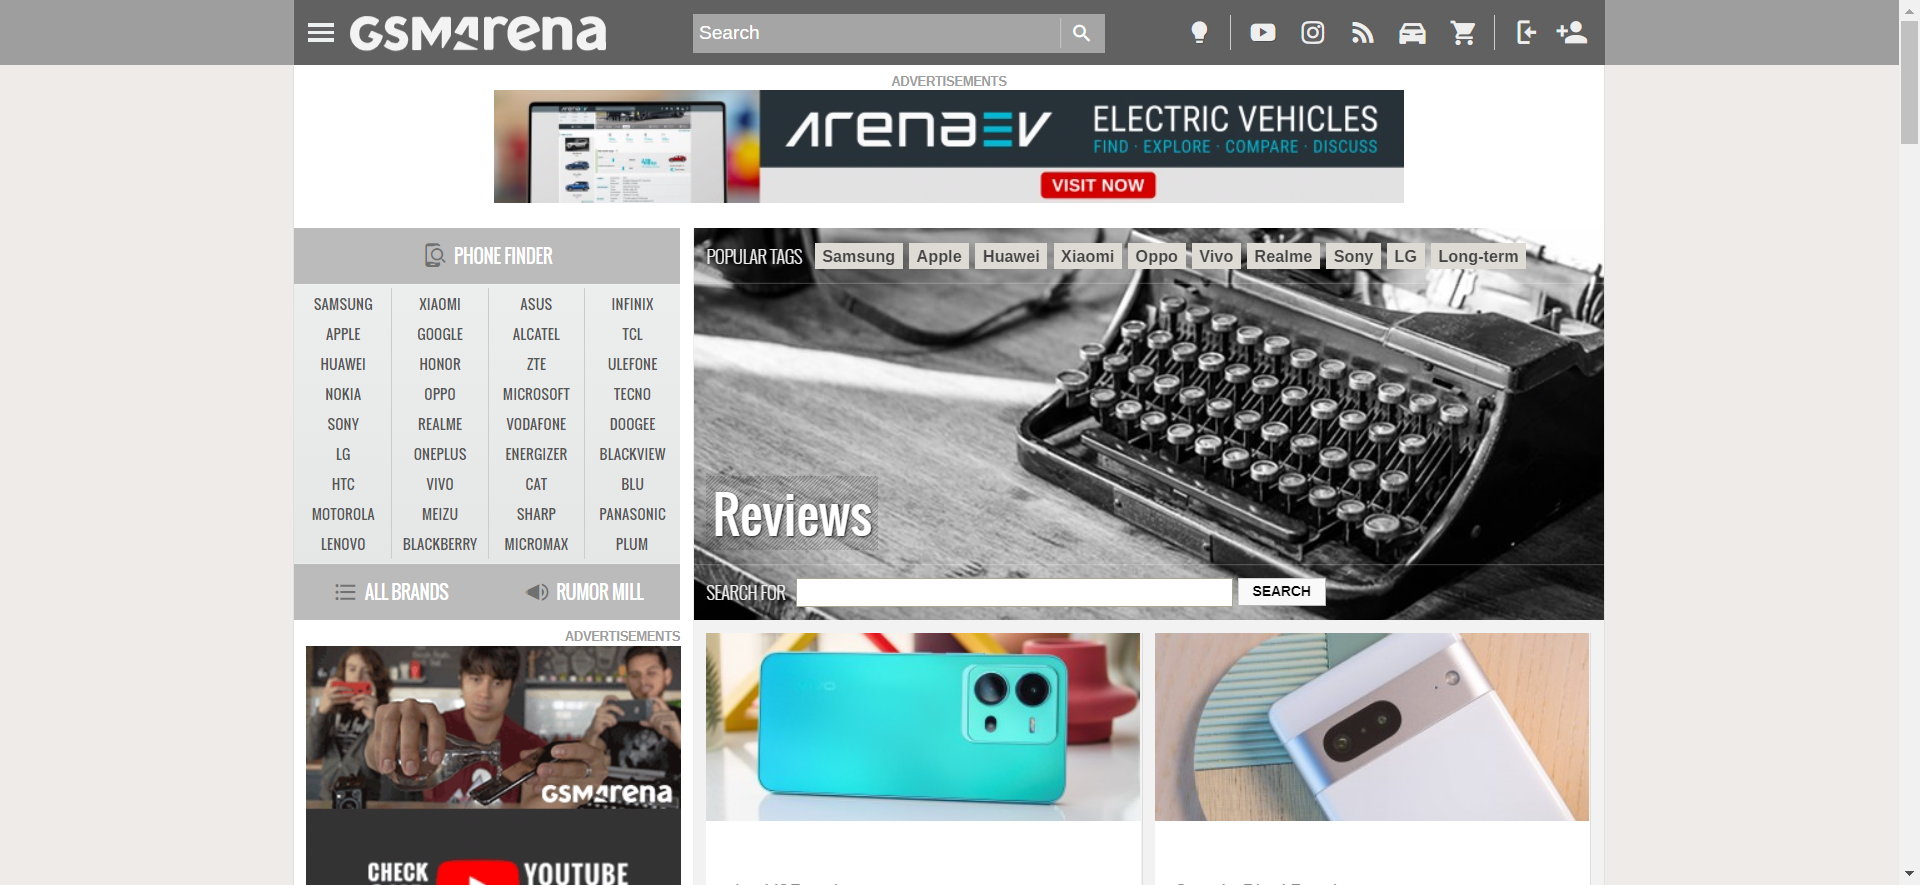 GSMArena
Search
ADVERTISEMENTS
arenaEV
ELECTRIC VEHICLES
FIND · EXPLORE · COMPARE · DISCUSS
VISIT NOW
PHONE FINDER
SAMSUNG XIAOMI ASUS INFINIX
APPLE GOOGLE ALCATEL TCL
HUAWEI HONOR ZTE ULEFONE
NOKIA OPPO MICROSOFT TECNO
SONY REALME VODAFONE DOOGEE
LG ONEPLUS ENERGIZER BLACKVIEW
HTC VIVO CAT BLU
MOTOROLA MEIZU SHARP PANASONIC
LENOVO BLACKBERRY MICROMAX PLUM
ALL BRANDS RUMOR MILL
POPULAR TAGS Samsung Apple Huawei Xiaomi Oppo Vivo Realme Sony LG Long-term
Reviews
SEARCH FOR SEARCH
ADVERTISEMENTS
GSMArena
CHECK
YOUTUBE